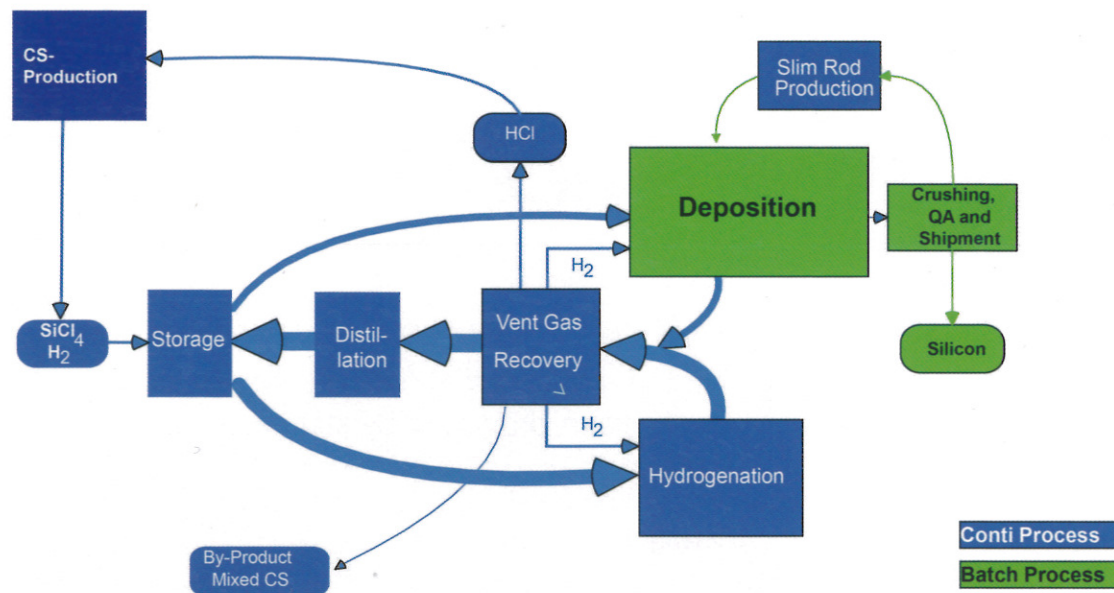 CS-
Production
Slim Rod
Production
HCl
Deposition
Crushing,
QA and
Shipment
H2
SiCl4
H2
Storage
Distil-
lation
Vent Gas
Recovery
Silicon
H2
Hydrogenation
By-Product
Mixed CS
Conti Process
Batch Process